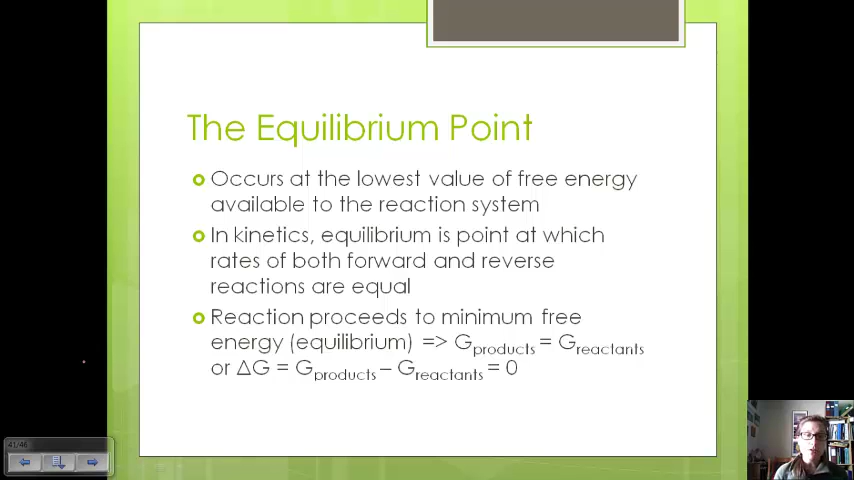 The Equilibrium Point
Occurs at the lowest value of free energy
available to the reaction system
In kinetics, equilibrium is point at which
rates of both forward and reverse
reactions are equal
Reaction proceeds to minimum free
energy (equilibrium) => Gproducts = Greactants
or ΔG = Gproducts – Greactants = 0
41/46